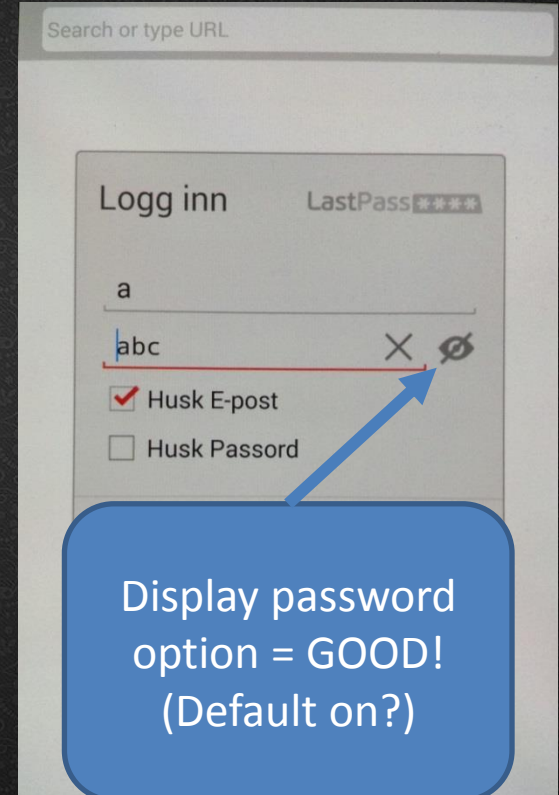 Search or type URL
Logg inn
LastPass ****
a
abc
Husk E-post
Husk Passord
Display password
option = GOOD!
(Default on?)